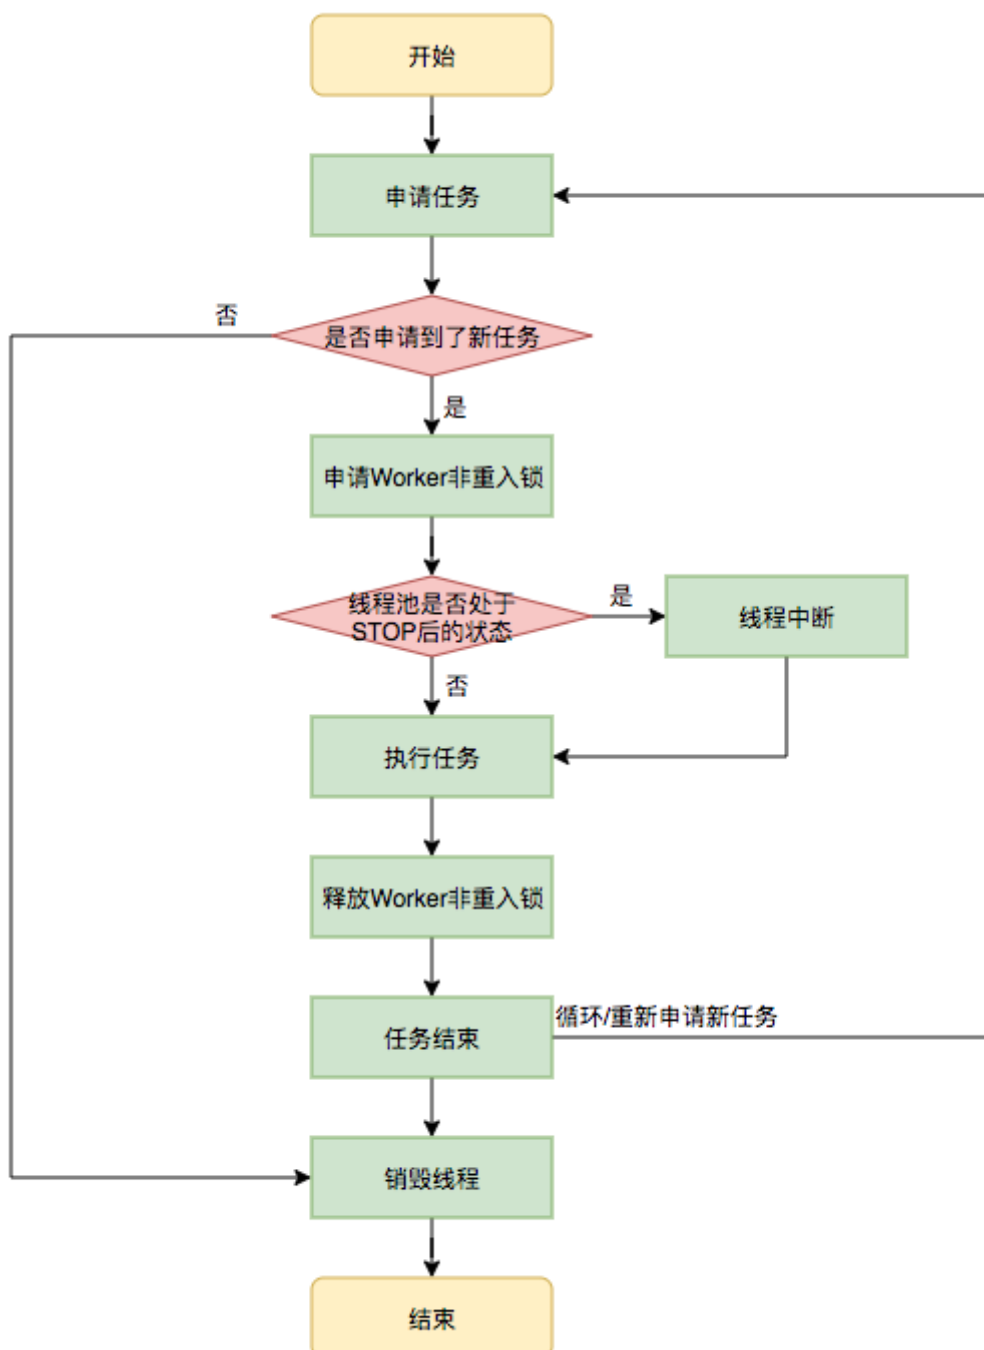 开始
申请任务
否
是否申请到了新任务
是
申请Worker非重入锁
线程池是否处于
STOP后的状态
是
线程中断
否
执行任务
释放Worker非重入锁
任务结束
循环/重新申请新任务
销毁线程
结束